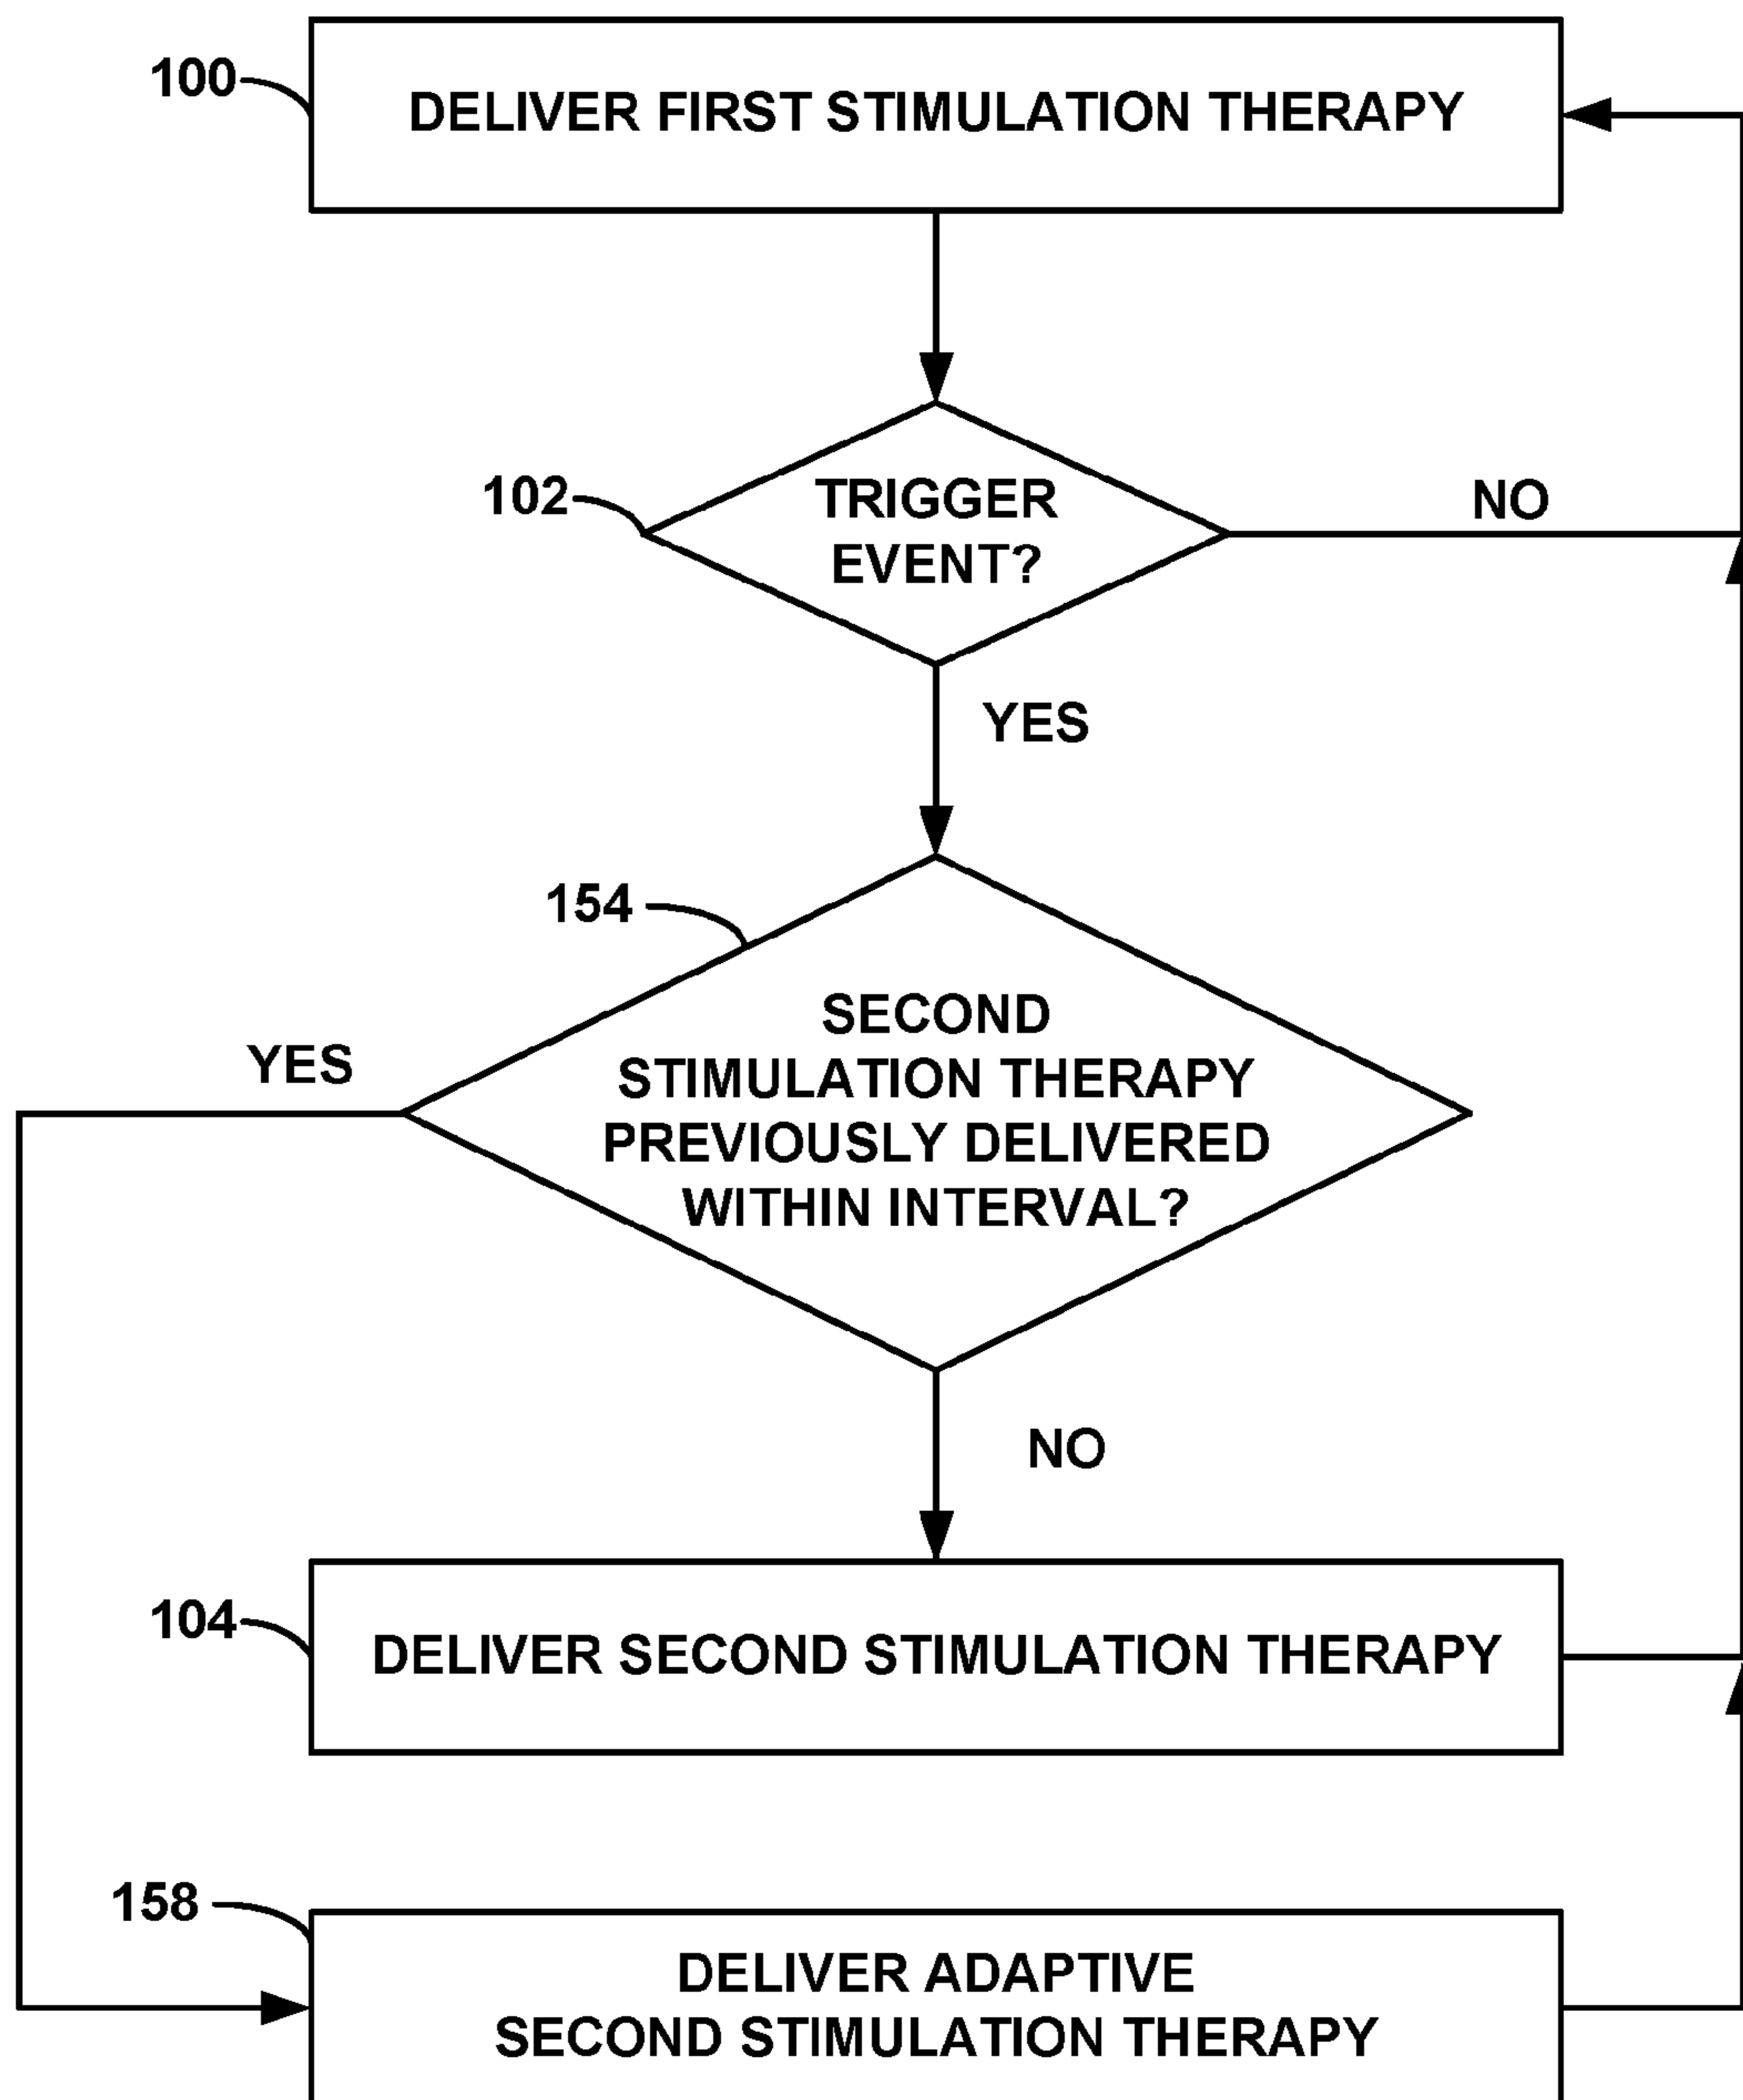 100
DELIVER FIRST STIMULATION THERAPY
102
TRIGGER
EVENT?
NO
YES
154
SECOND
STIMULATION THERAPY
PREVIOUSLY DELIVERED
WITHIN INTERVAL?
YES
NO
104
DELIVER SECOND STIMULATION THERAPY
158
DELIVER ADAPTIVE
SECOND STIMULATION THERAPY